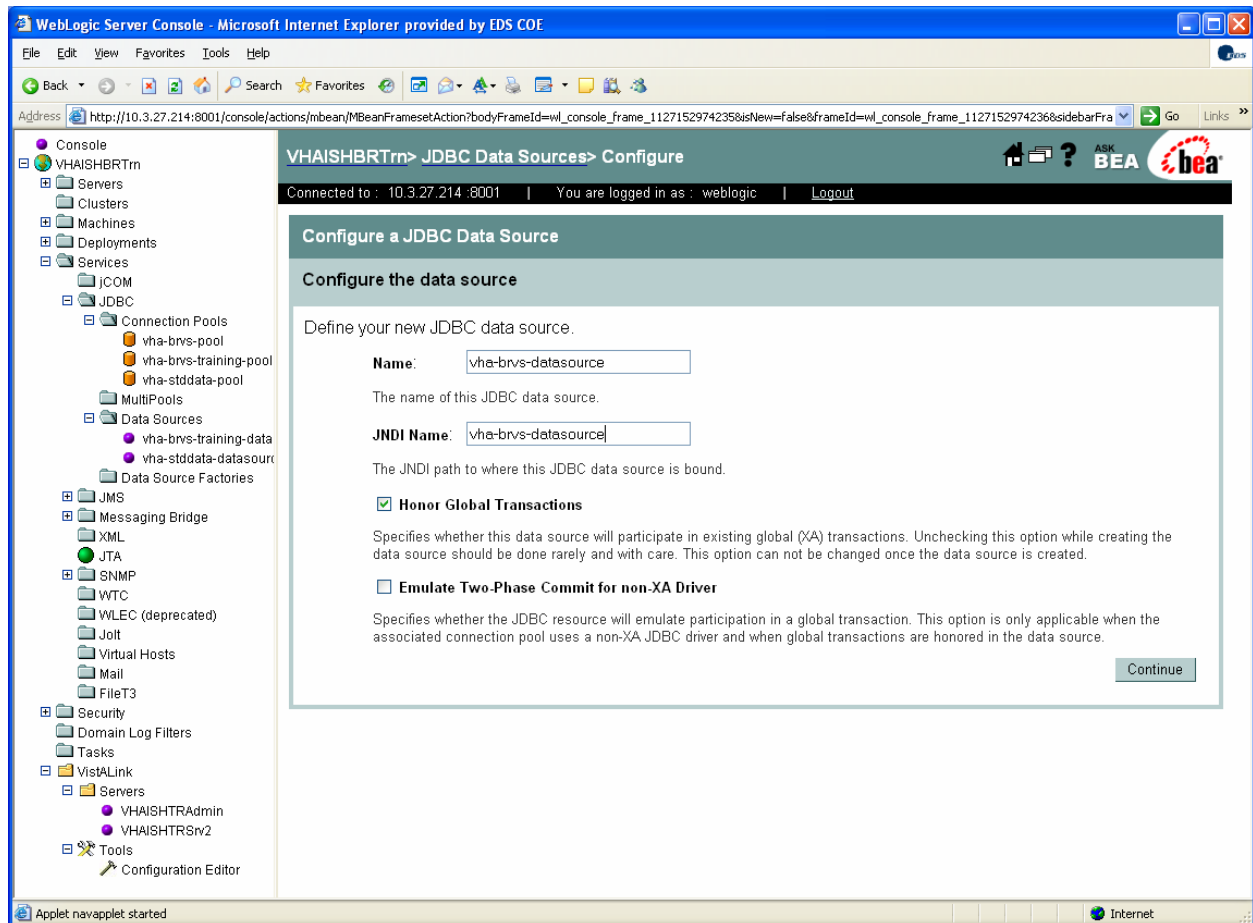 WebLogic Server Console - Microsoft Internet Explorer provided by EDS COE
File Edit View Favorites Tools Help
EDS
Back Search Favorites
Address http://10.3.27.214:8001/console/actions/mbean/MBeanFramesetAction?bodyFrameId=wl_console_frame_1127152974235&isNew=false&frameId=wl_console_frame_1127152974236&sidebarFra Go Links »
Console
VHAISHBRTrn
Servers
Clusters
Machines
Deployments
Services
jCOM
JDBC
Connection Pools
vha-brvs-pool
vha-brvs-training-pool
vha-stddata-pool
MultiPools
Data Sources
vha-brvs-training-data
vha-stddata-datasourc
Data Source Factories
JMS
Messaging Bridge
XML
JTA
SNMP
WTC
WLEC (deprecated)
Jolt
Virtual Hosts
Mail
FileT3
Security
Domain Log Filters
Tasks
VistALink
Servers
VHAISHTRAdmin
VHAISHTRSrv2
Tools
Configuration Editor
VHAISHBRTrn> JDBC Data Sources> Configure
? ASK BEA bea
Connected to : 10.3.27.214 :8001 | You are logged in as : weblogic | Logout
Configure a JDBC Data Source
Configure the data source
Define your new JDBC data source.
Name: vha-brvs-datasource
The name of this JDBC data source.
JNDI Name: vha-brvs-datasource
The JNDI path to where this JDBC data source is bound.
Honor Global Transactions
Specifies whether this data source will participate in existing global (XA) transactions. Unchecking this option while creating the
data source should be done rarely and with care. This option can not be changed once the data source is created.
Emulate Two-Phase Commit for non-XA Driver
Specifies whether the JDBC resource will emulate participation in a global transaction. This option is only applicable when the
associated connection pool uses a non-XA JDBC driver and when global transactions are honored in the data source.
Continue
Applet navapplet started
Internet